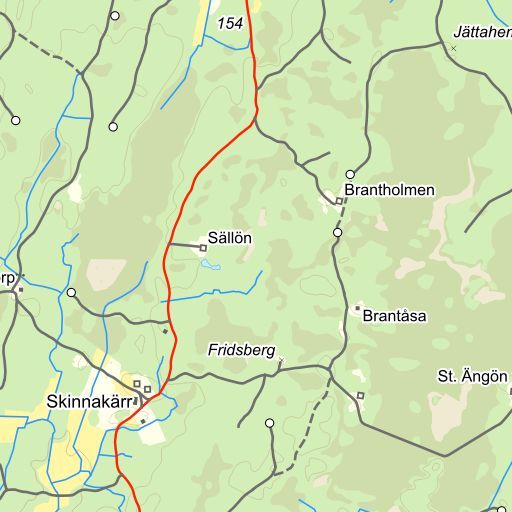 154
Jättahem
Brantholmen
Sällön
Brantåsa
Fridsberg
St. Ängön
Skinnakärr